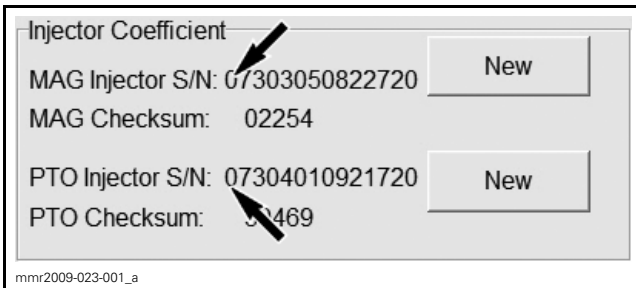 Injector Coefficient
MAG Injector S/N: 07303050822720
New
MAG Checksum: 02254
PTO Injector S/N: 07304010921720
New
PTO Checksum:
mmr2009-023-001_a